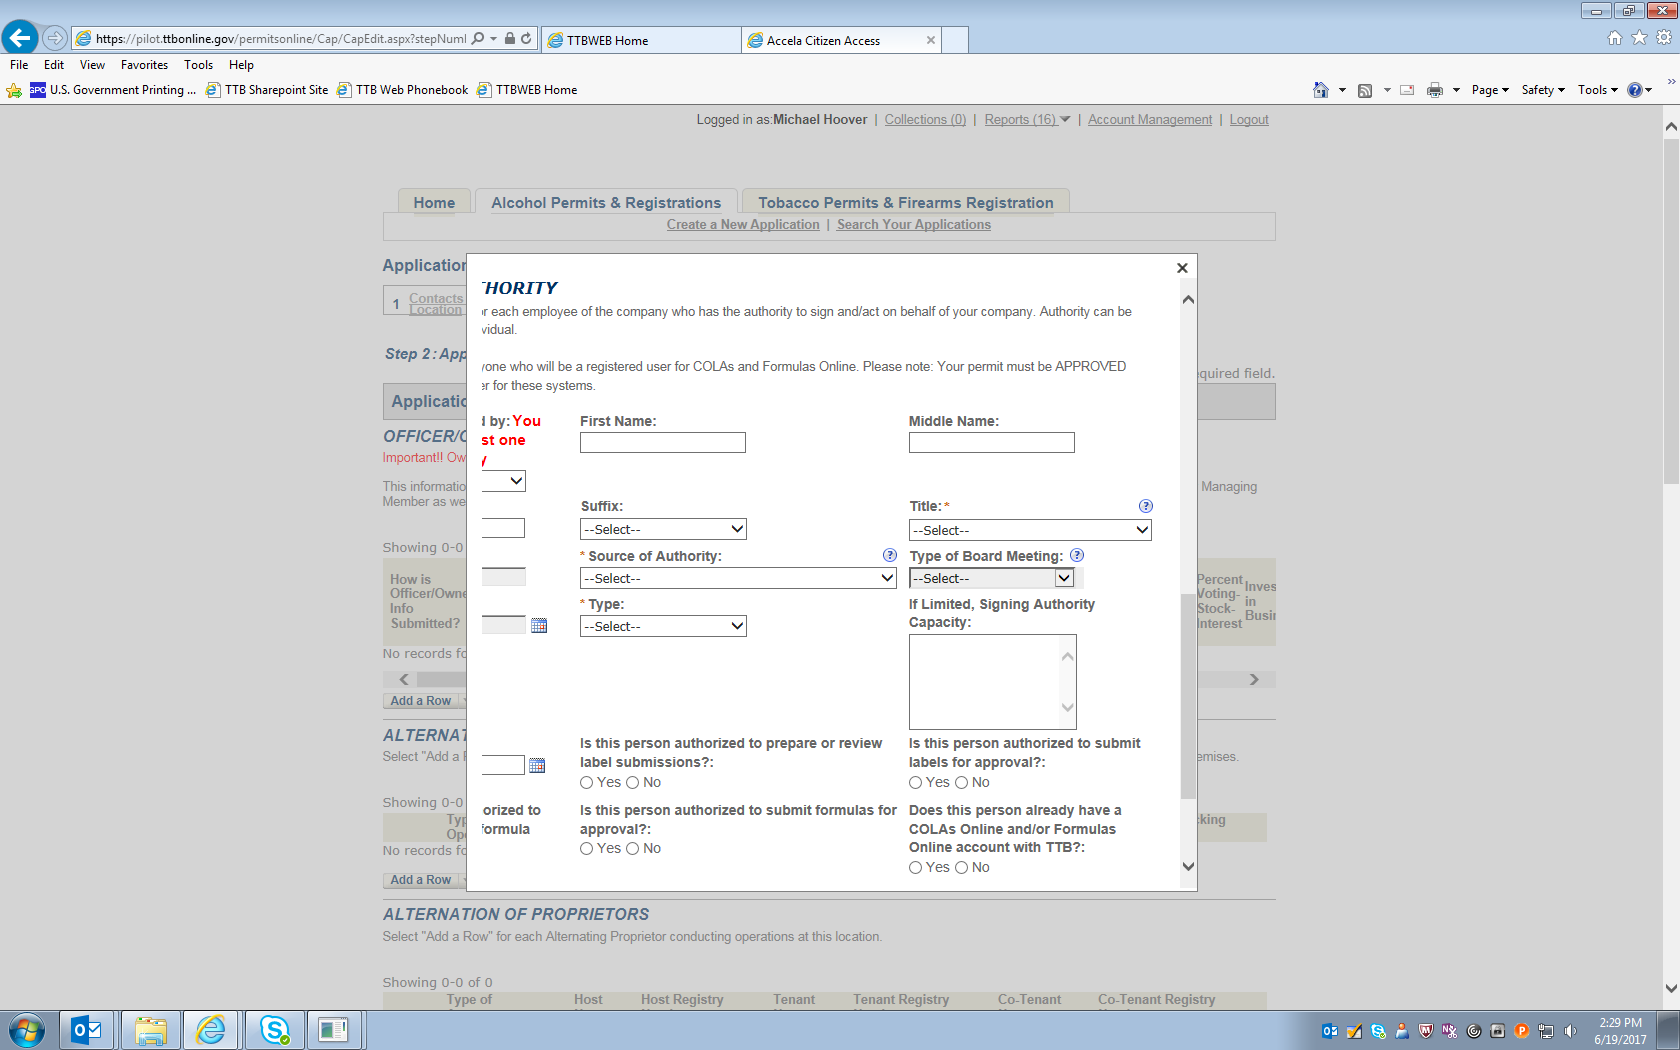 https://pilot.ttbonline.gov/permitsonline/Cap/CapEdit.aspx?stepNuml
TTBWEB Home
Accela Citizen Access
File Edit View Favorites Tools Help
GPO U.S. Government Printing ... TTB Sharepoint Site TTB Web Phonebook TTBWEB Home
Page Safety Tools
Logged in as:Michael Hoover | Collections (0) | Reports (16) | Account Management | Logout
Home Alcohol Permits & Registrations Tobacco Permits & Firearms Registration
Create a New Application | Search Your Applications
Application
1 Contacts
Location
Step 2: App
equired field.
Applicatio
OFFICER/O
Important!! Ow
This informatio
Managing
Member as we
Showing 0-0
How is
Officer/Owne
Info
Submitted?
Percent
Voting-
Stock-
Interest
Inves
in
Busin
No records fo
Add a Row
ALTERNAT
Select "Add a R
emises.
Showing 0-0
Typ
Ope
cking
No records fo
Add a Row
THORITY
or each employee of the company who has the authority to sign and/act on behalf of your company. Authority can be
vidual.
yone who will be a registered user for COLAs and Formulas Online. Please note: Your permit must be APPROVED
er for these systems.
d by: You
st one
y
First Name:
Middle Name:
Suffix:
--Select--
Title: *
--Select--
* Source of Authority:
--Select--
Type of Board Meeting:
--Select--
* Type:
--Select--
If Limited, Signing Authority
Capacity:
Is this person authorized to prepare or review
label submissions?:
Yes No
Is this person authorized to submit
labels for approval?:
Yes No
orized to
formula
Is this person authorized to submit formulas for
approval?:
Yes No
Does this person already have a
COLAs Online and/or Formulas
Online account with TTB?:
Yes No
ALTERNATION OF PROPRIETORS
Select "Add a Row" for each Alternating Proprietor conducting operations at this location.
Showing 0-0 of 0
Type of Host Host Registry Tenant Tenant Registry Co-Tenant Co-Tenant Registry
2:29 PM
6/19/2017